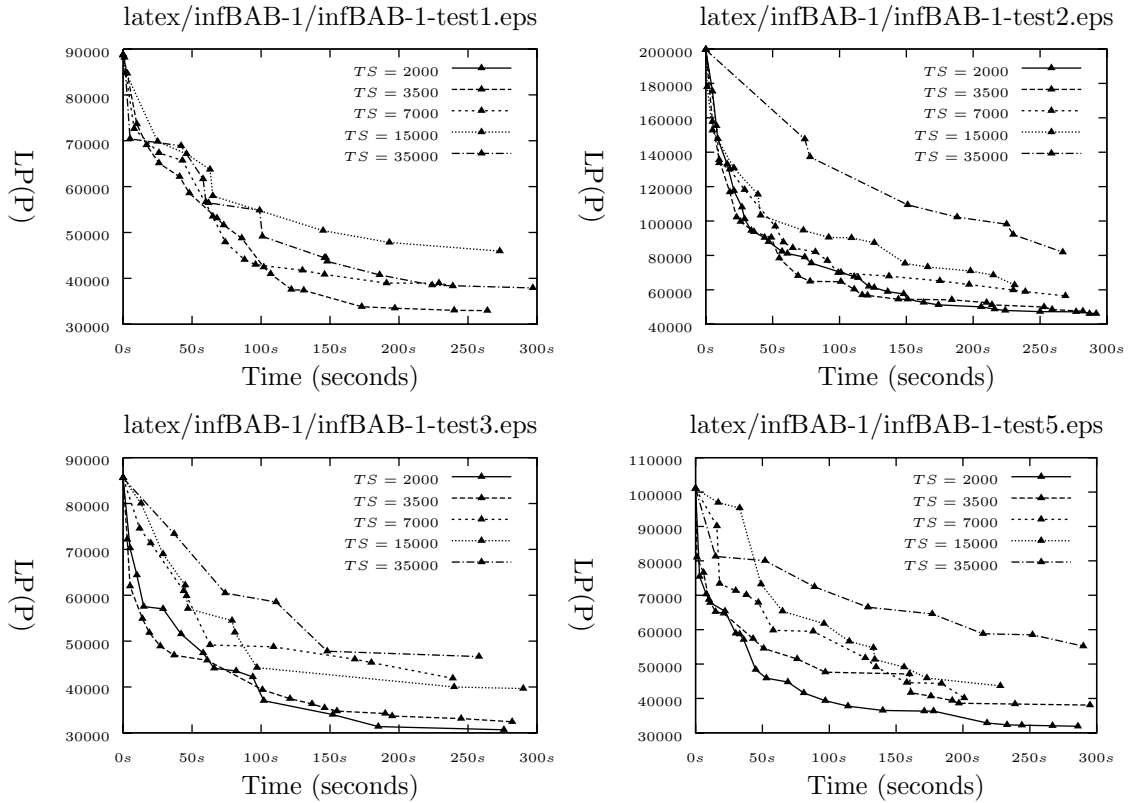 latex/infBAB-1/infBAB-1-test1.eps
90000
80000
70000
60000
50000
40000
30000
LP(P)
TS = 2000
TS = 3500
TS = 7000
TS = 15000
TS = 35000
0s 50s 100s 150s 200s 250s 300s
Time (seconds)
latex/infBAB-1/infBAB-1-test2.eps
200000
180000
160000
140000
120000
100000
80000
60000
40000
LP(P)
TS = 2000
TS = 3500
TS = 7000
TS = 15000
TS = 35000
0s 50s 100s 150s 200s 250s 300s
Time (seconds)
latex/infBAB-1/infBAB-1-test3.eps
90000
80000
70000
60000
50000
40000
30000
LP(P)
TS = 2000
TS = 3500
TS = 7000
TS = 15000
TS = 35000
0s 50s 100s 150s 200s 250s 300s
Time (seconds)
latex/infBAB-1/infBAB-1-test5.eps
110000
100000
90000
80000
70000
60000
50000
40000
30000
LP(P)
TS = 2000
TS = 3500
TS = 7000
TS = 15000
TS = 35000
0s 50s 100s 150s 200s 250s 300s
Time (seconds)